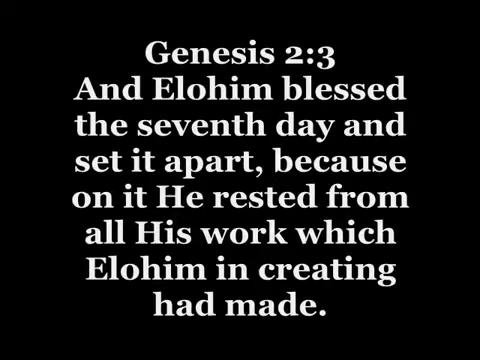 Genesis 2:3
And Elohim blessed
the seventh day and
set it apart, because
on it He rested from
all His work which
Elohim in creating
had made.